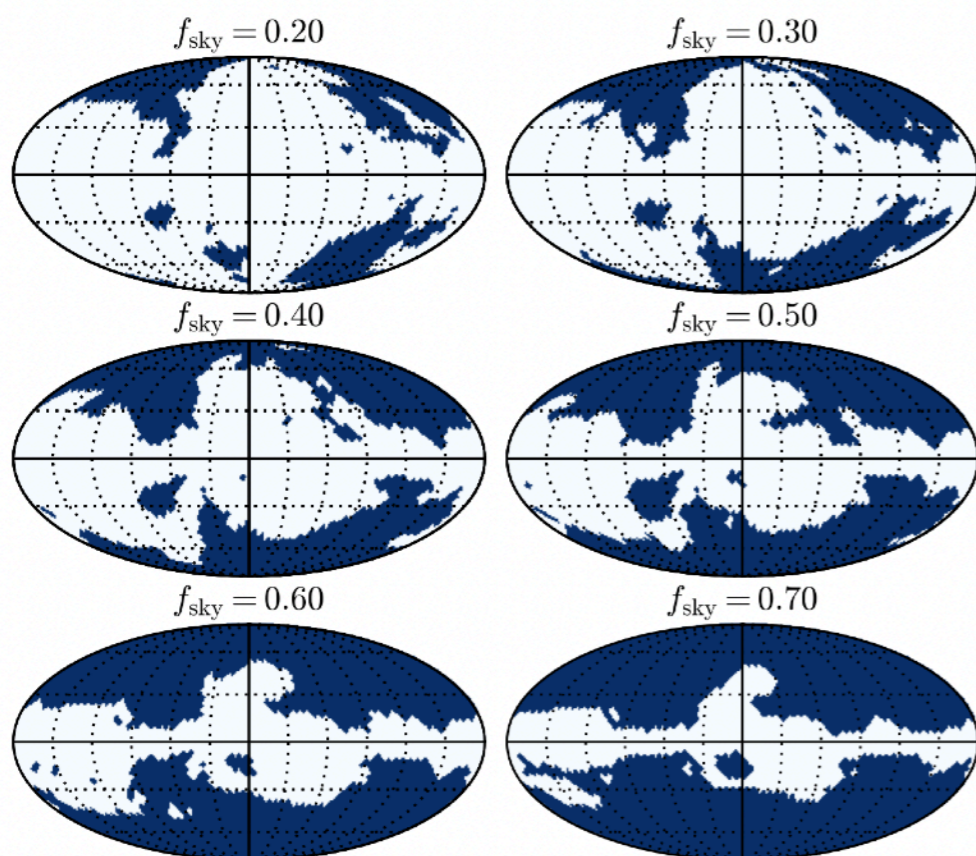 f_sky = 0.20
f_sky = 0.30
f_sky = 0.40
f_sky = 0.50
f_sky = 0.60
f_sky = 0.70